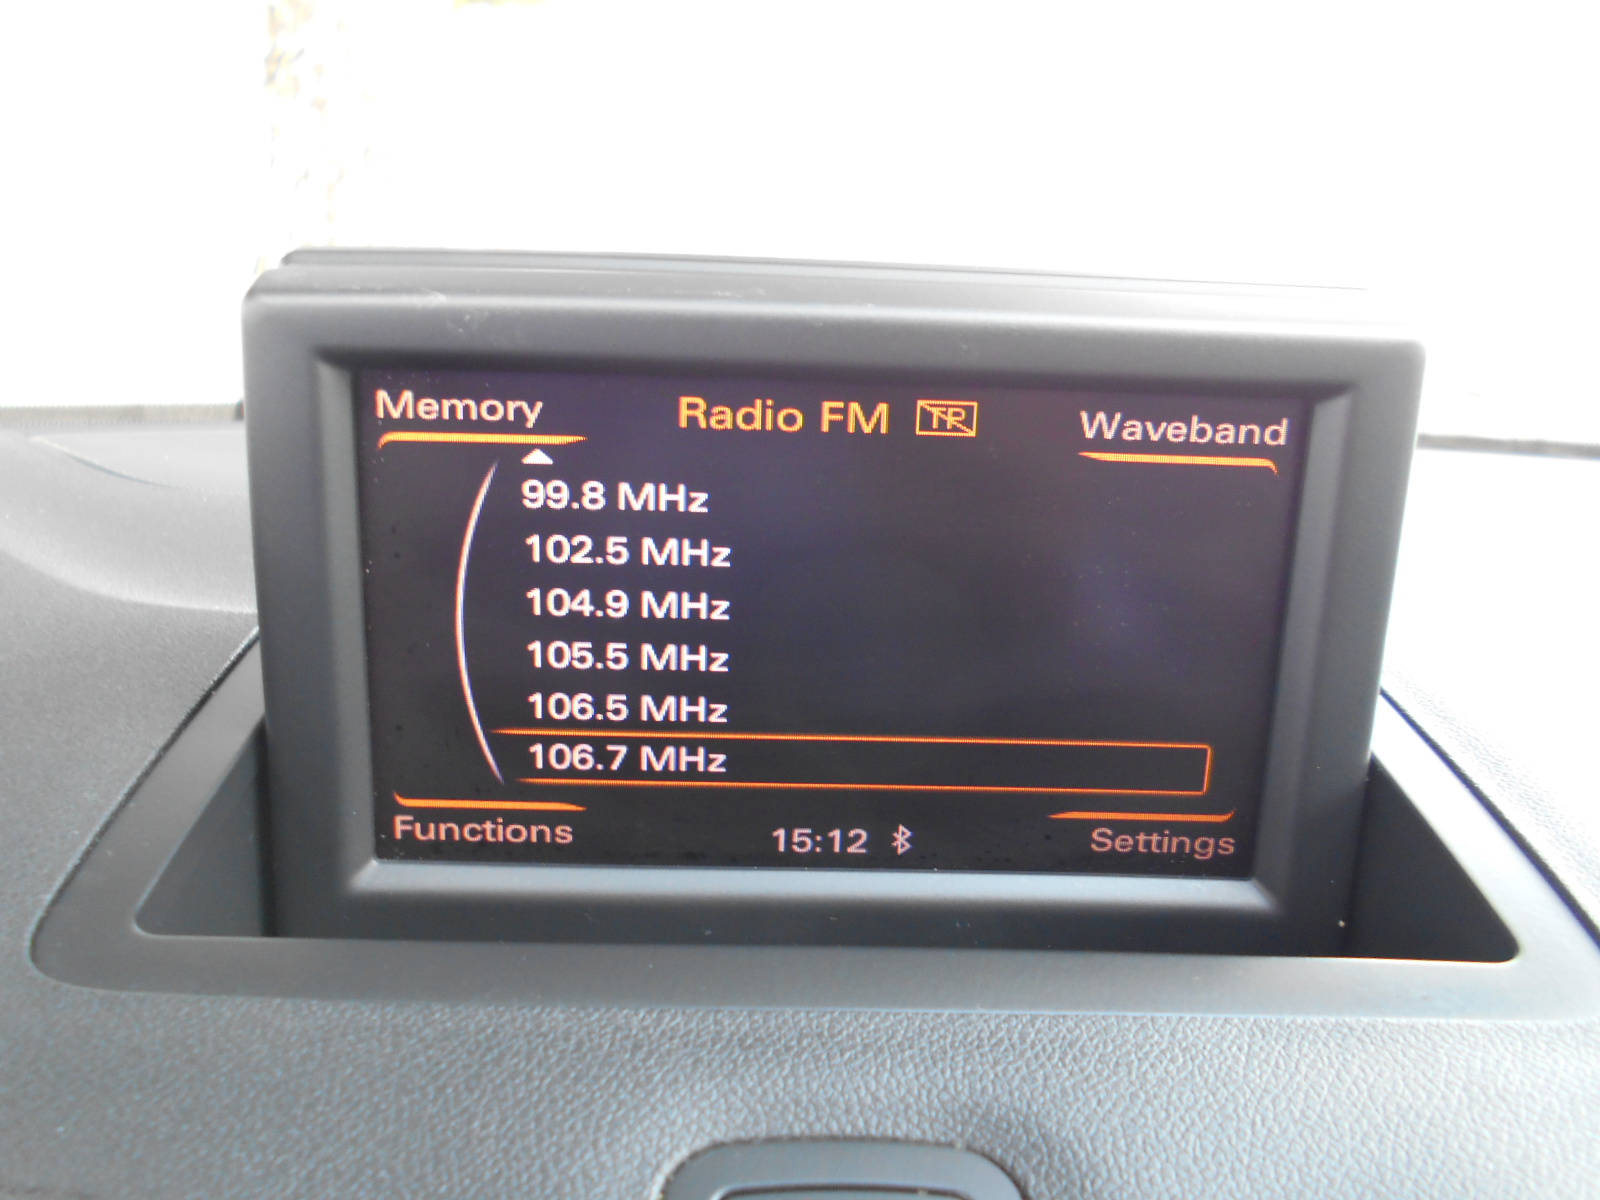 Memory Radio FM TP Waveband
99.8 MHz
102.5 MHz
104.9 MHz
105.5 MHz
106.5 MHz
106.7 MHz
Functions 15:12 Settings